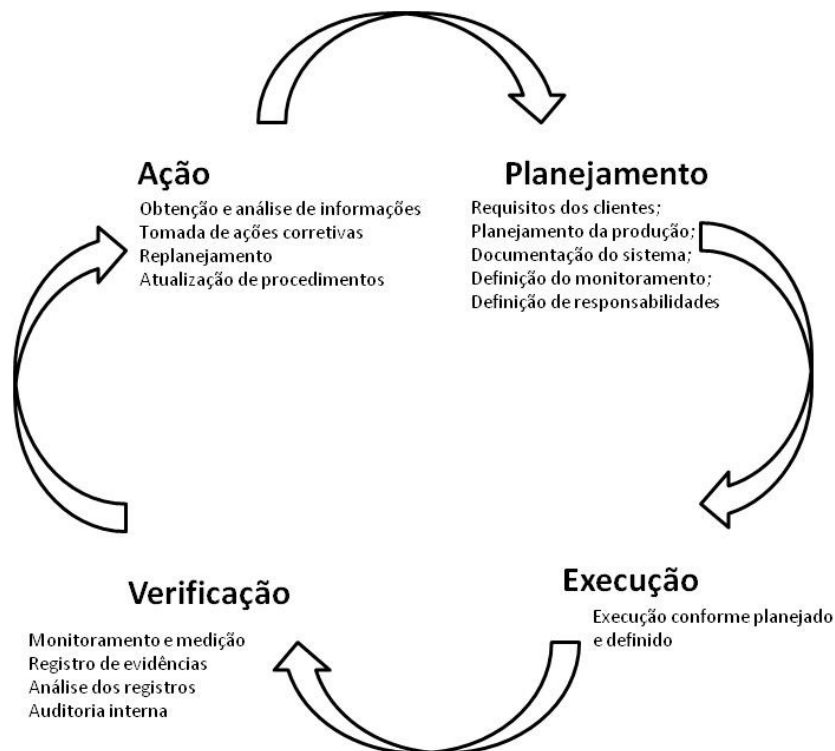 Ação
Obtenção e análise de informações
Tomada de ações corretivas
Replanejamento
Atualização de procedimentos
Planejamento
Requisitos dos clientes;
Planejamento da produção;
Documentação do sistema;
Definição do monitoramento;
Definição de responsabilidades
Execução
Execução conforme planejado
e definido
Verificação
Monitoramento e medição
Registro de evidências
Análise dos registros
Auditoria interna